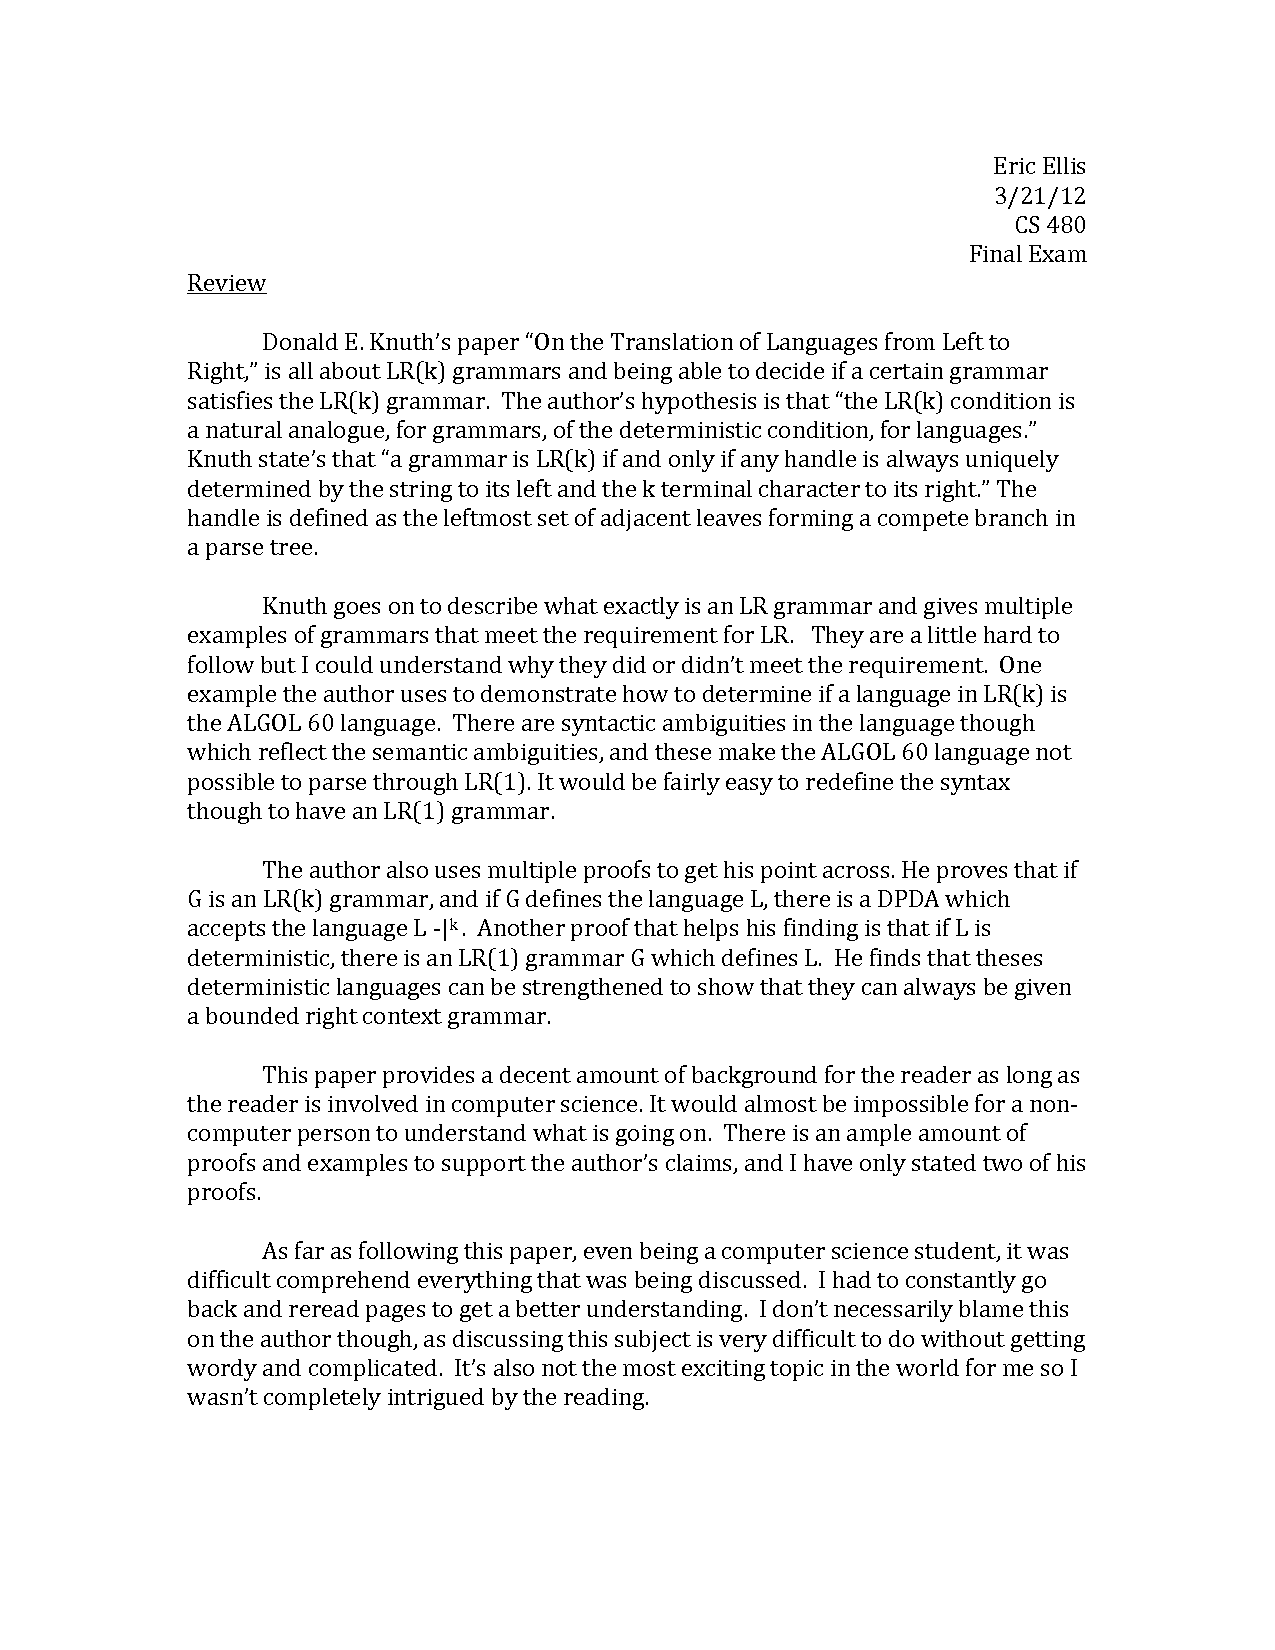 Eric Ellis
3/21/12
CS 480
Final Exam
Review
Donald E. Knuth’s paper “On the Translation of Languages from Left to
Right,” is all about LR(k) grammars and being able to decide if a certain grammar
satisfies the LR(k) grammar.  The author’s hypothesis is that “the LR(k) condition is
a natural analogue, for grammars, of the deterministic condition, for languages.”
Knuth state’s that “a grammar is LR(k) if and only if any handle is always uniquely
determined by the string to its left and the k terminal character to its right.” The
handle is defined as the leftmost set of adjacent leaves forming a compete branch in
a parse tree.
Knuth goes on to describe what exactly is an LR grammar and gives multiple
examples of grammars that meet the requirement for LR.   They are a little hard to
follow but I could understand why they did or didn’t meet the requirement.  One
example the author uses to demonstrate how to determine if a language in LR(k) is
the ALGOL 60 language.  There are syntactic ambiguities in the language though
which reflect the semantic ambiguities, and these make the ALGOL 60 language not
possible to parse through LR(1). It would be fairly easy to redefine the syntax
though to have an LR(1) grammar.
The author also uses multiple proofs to get his point across. He proves that if
G is an LR(k) grammar, and if G defines the language L, there is a DPDA which
accepts the language L -|ᵏ.  Another proof that helps his finding is that if L is
deterministic, there is an LR(1) grammar G which defines L.  He finds that theses
deterministic languages can be strengthened to show that they can always be given
a bounded right context grammar.
This paper provides a decent amount of background for the reader as long as
the reader is involved in computer science. It would almost be impossible for a non-
computer person to understand what is going on.  There is an ample amount of
proofs and examples to support the author’s claims, and I have only stated two of his
proofs.
As far as following this paper, even being a computer science student, it was
difficult comprehend everything that was being discussed.  I had to constantly go
back and reread pages to get a better understanding.  I don’t necessarily blame this
on the author though, as discussing this subject is very difficult to do without getting
wordy and complicated.  It’s also not the most exciting topic in the world for me so I
wasn’t completely intrigued by the reading.